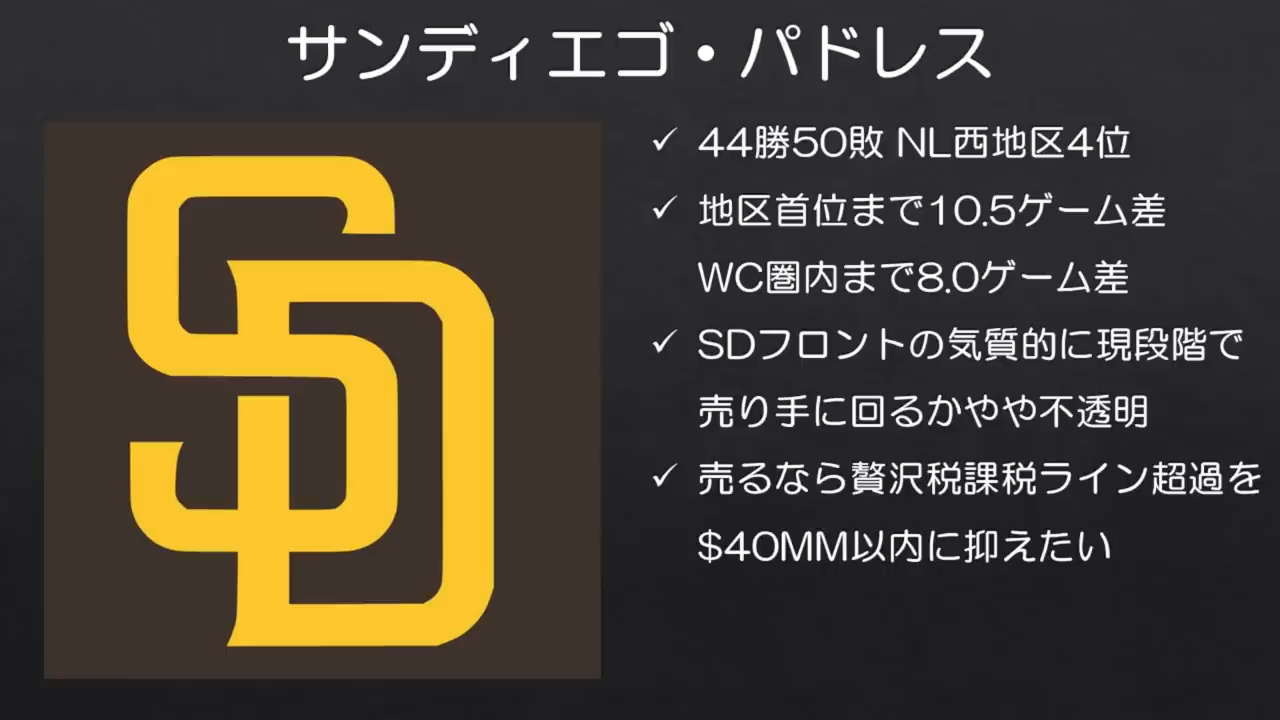 サンディエゴ・パドレス
✓ 44勝50敗 NL西地区4位
✓ 地区首位まで10.5ゲーム差
WC圏内まで8.0ゲーム差
✓ SDフロントの気質的に現段階で
売り手に回るかやや不透明
✓ 売るなら贅沢税課税ライン超過を
$40MM以内に抑えたい
SD